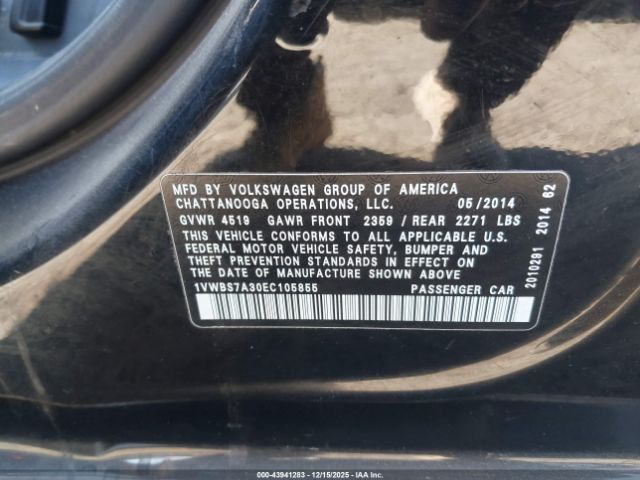 MFD BY VOLKSWAGEN GROUP OF AMERICA
CHATTANOOGA OPERATIONS, LLC. 05/2014
GVWR 4519 GAWR FRONT 2359 / REAR 2271 LBS
THIS VEHICLE CONFORMS TO ALL APPLICABLE U.S.
FEDERAL MOTOR VEHICLE SAFETY, BUMPER AND
THEFT PREVENTION STANDARDS IN EFFECT ON
THE DATE OF MANUFACTURE SHOWN ABOVE
1VWBS7A30EC105855 PASSENGER CAR
2010291 2014 62
000-43941283 - 12/15/2025 - IAA INC.